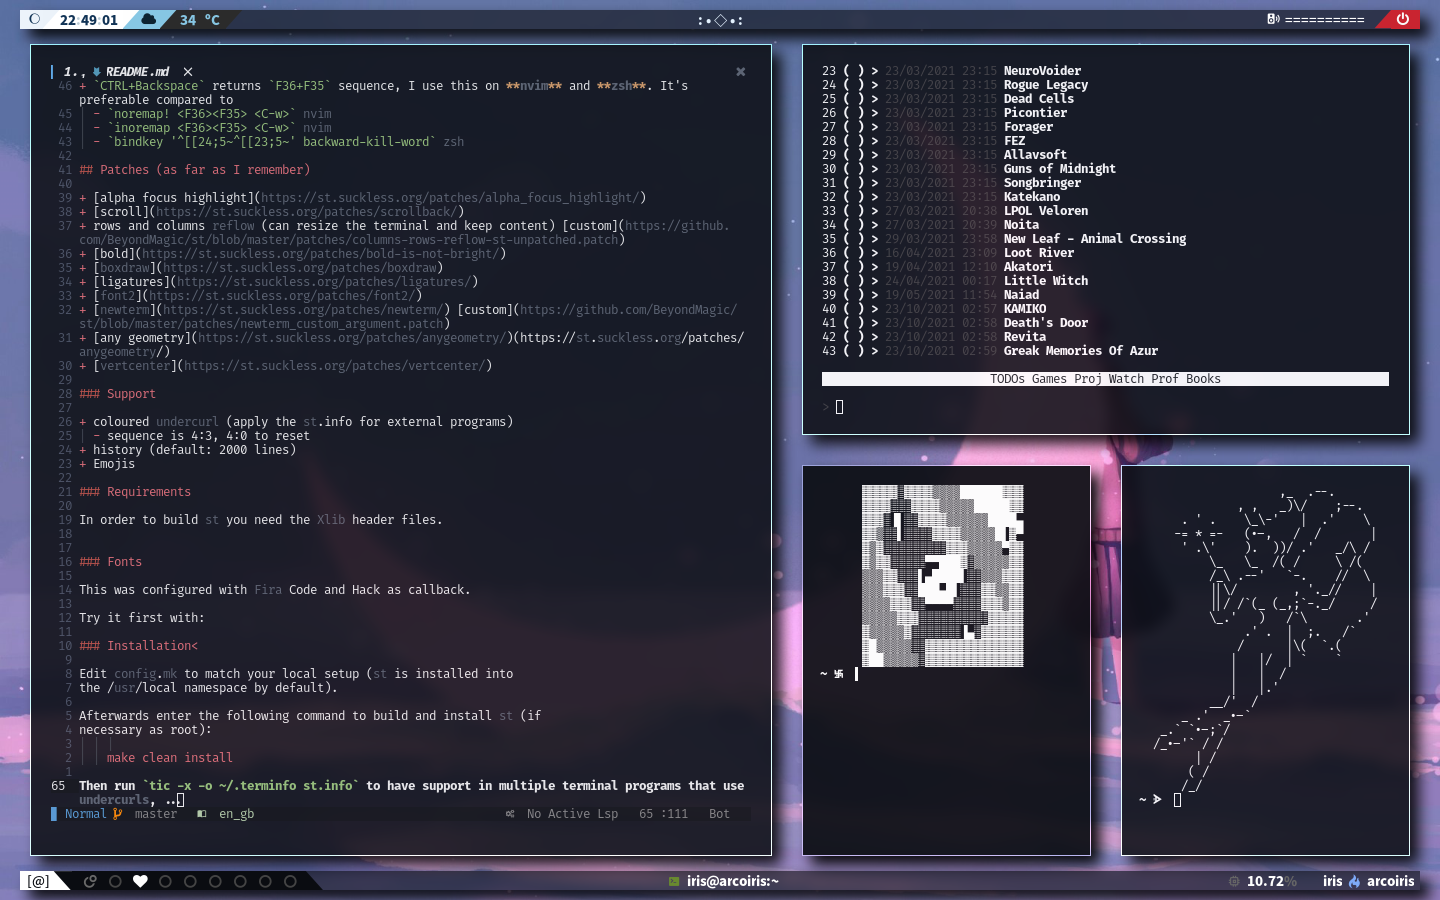 22:49:01 34 °C
==========
1., README.md ×
46 + `CTRL+Backspace` returns `F36+F35` sequence, I use this on **nvim** and **zsh**. It's
preferable compared to
45 - `noremap! <F36><F35> <C-w>` nvim
44 - `inoremap <F36><F35> <C-w>` nvim
43 - `bindkey '^[[24;5~^[[23;5~' backward-kill-word` zsh
42
41 ## Patches (as far as I remember)
40
39 + [alpha focus highlight](https://st.suckless.org/patches/alpha_focus_highlight/)
38 + [scroll](https://st.suckless.org/patches/scrollback/)
37 + rows and columns reflow (can resize the terminal and keep content) [custom](https://github.
com/BeyondMagic/st/blob/master/patches/columns-rows-reflow-st-unpatched.patch)
36 + [bold](https://st.suckless.org/patches/bold-is-not-bright/)
35 + [boxdraw](https://st.suckless.org/patches/boxdraw)
34 + [ligatures](https://st.suckless.org/patches/ligatures/)
33 + [font2](https://st.suckless.org/patches/font2/)
32 + [newterm](https://st.suckless.org/patches/newterm/) [custom](https://github.com/BeyondMagic/
st/blob/master/patches/newterm_custom_argument.patch)
31 + [any geometry](https://st.suckless.org/patches/anygeometry/)(https://st.suckless.org/patches/
anygeometry/)
30 + [vertcenter](https://st.suckless.org/patches/vertcenter/)
29
28 ### Support
27
26 + coloured undercurl (apply the st.info for external programs)
25 - sequence is 4:3, 4:0 to reset
24 + history (default: 2000 lines)
23 + Emojis
22
21 ### Requirements
20
19 In order to build st you need the Xlib header files.
18
17
16 ### Fonts
15
14 This was configured with Fira Code and Hack as callback.
13
12 Try it first with:
11
10 ### Installation<
9
8 Edit config.mk to match your local setup (st is installed into
7 the /usr/local namespace by default).
6
5 Afterwards enter the following command to build and install st (if
4 necessary as root):
3
2 make clean install
1
65 Then run `tic -x -o ~/.terminfo st.info` to have support in multiple terminal programs that use
undercurls, ..
Normal master en_gb No Active Lsp 65 :111 Bot
23 ( ) > 23/03/2021 23:15 NeuroVoider
24 ( ) > 23/03/2021 23:15 Rogue Legacy
25 ( ) > 23/03/2021 23:15 Dead Cells
26 ( ) > 23/03/2021 23:15 Picontier
27 ( ) > 23/03/2021 23:15 Forager
28 ( ) > 23/03/2021 23:15 FEZ
29 ( ) > 23/03/2021 23:15 Allavsoft
30 ( ) > 23/03/2021 23:15 Guns of Midnight
31 ( ) > 23/03/2021 23:15 Songbringer
32 ( ) > 23/03/2021 23:15 Katekano
33 ( ) > 27/03/2021 20:38 LPOL Veloren
34 ( ) > 27/03/2021 20:39 Noita
35 ( ) > 29/03/2021 23:58 New Leaf - Animal Crossing
36 ( ) > 16/04/2021 23:09 Loot River
37 ( ) > 19/04/2021 12:10 Akatori
38 ( ) > 24/04/2021 00:17 Little Witch
39 ( ) > 19/05/2021 11:54 Naiad
40 ( ) > 23/10/2021 02:57 KAMIKO
41 ( ) > 23/10/2021 02:58 Death's Door
42 ( ) > 23/10/2021 02:58 Revita
43 ( ) > 23/10/2021 02:59 Greak Memories Of Azur
TODOs Games Proj Watch Prof Books
>
~ 卐
~ >
[@] iris@arcoiris:~ 10.72% iris arcoiris